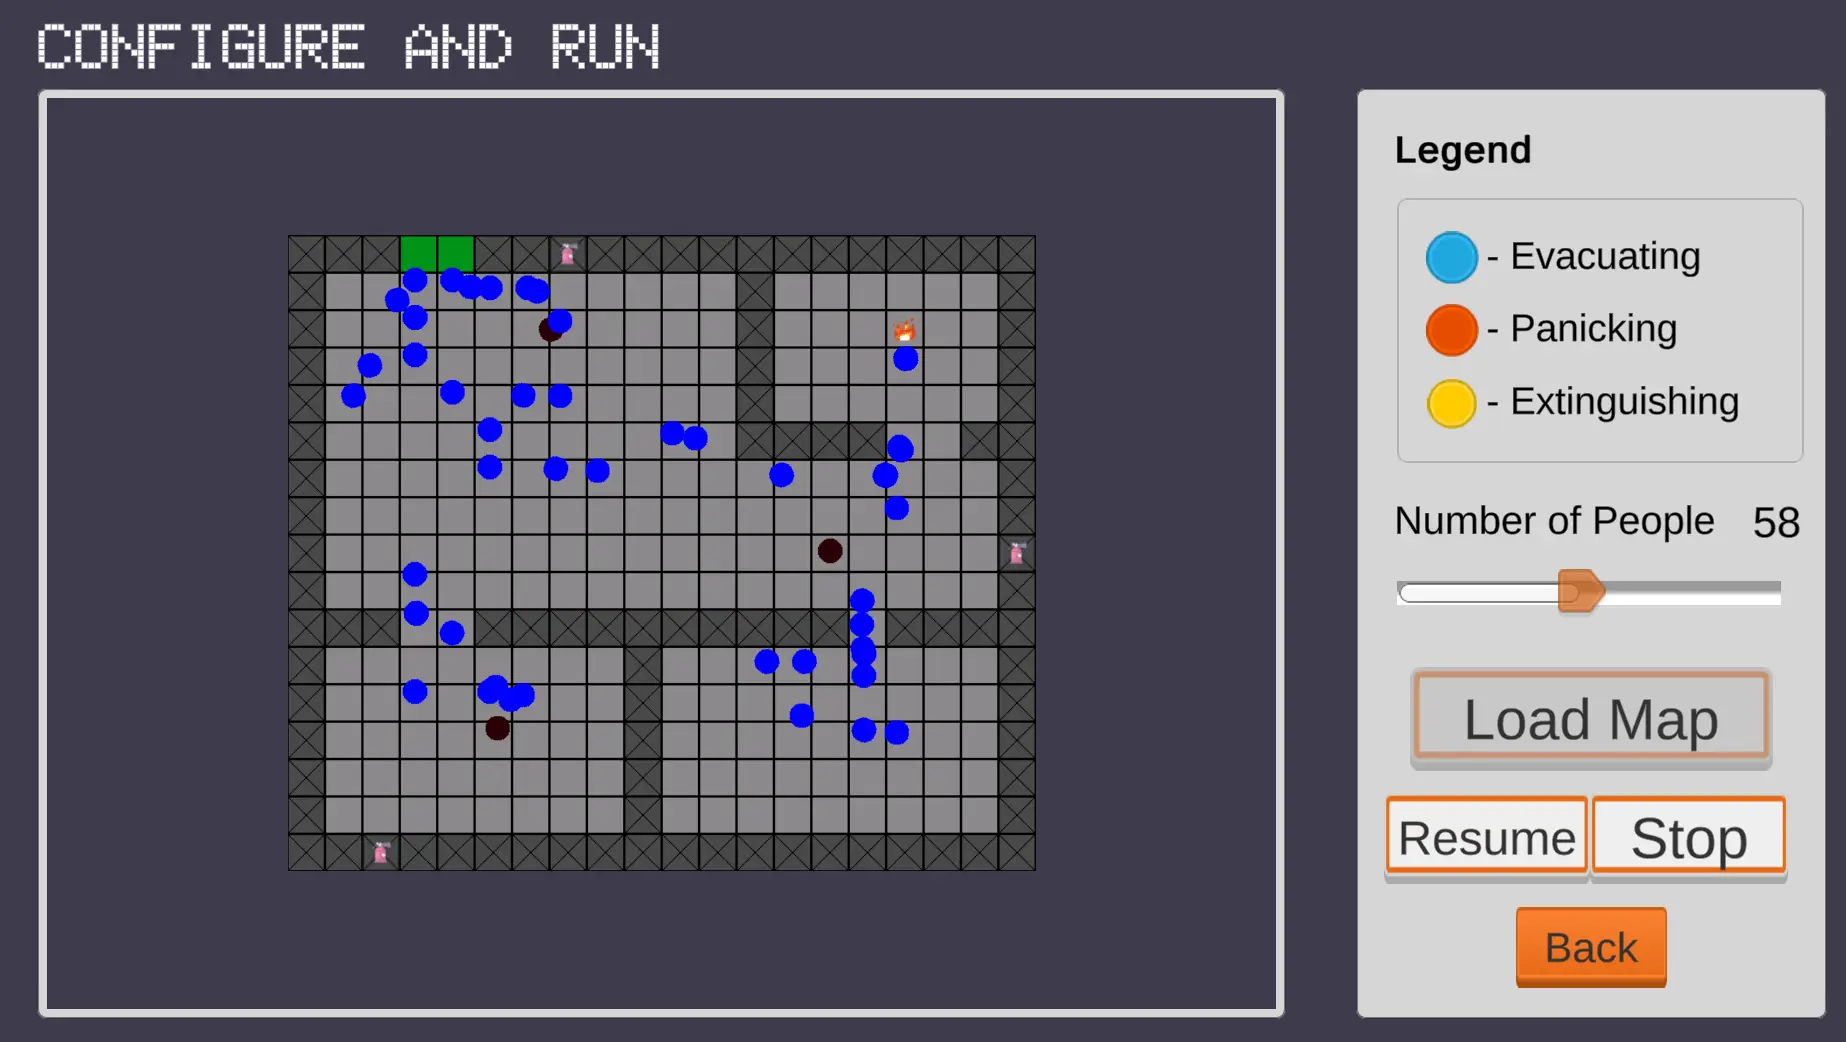 CONFIGURE AND RUN
Legend
- Evacuating
- Panicking
- Extinguishing
Number of People 58
Load Map
Resume Stop
Back